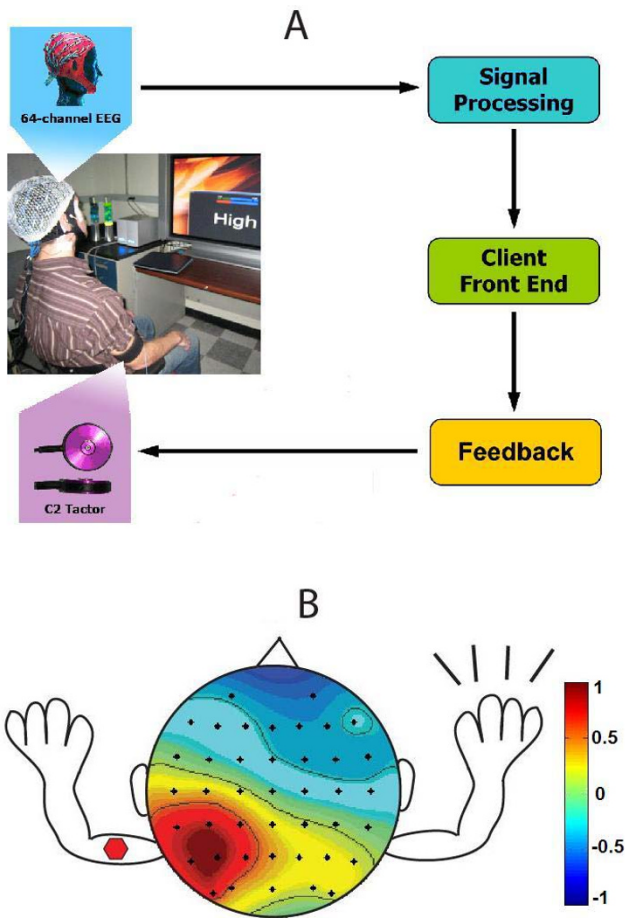 A
64-channel EEG
Signal
Processing
High
Client
Front End
Feedback
C2 Tactor
B
1
0.5
0
-0.5
-1